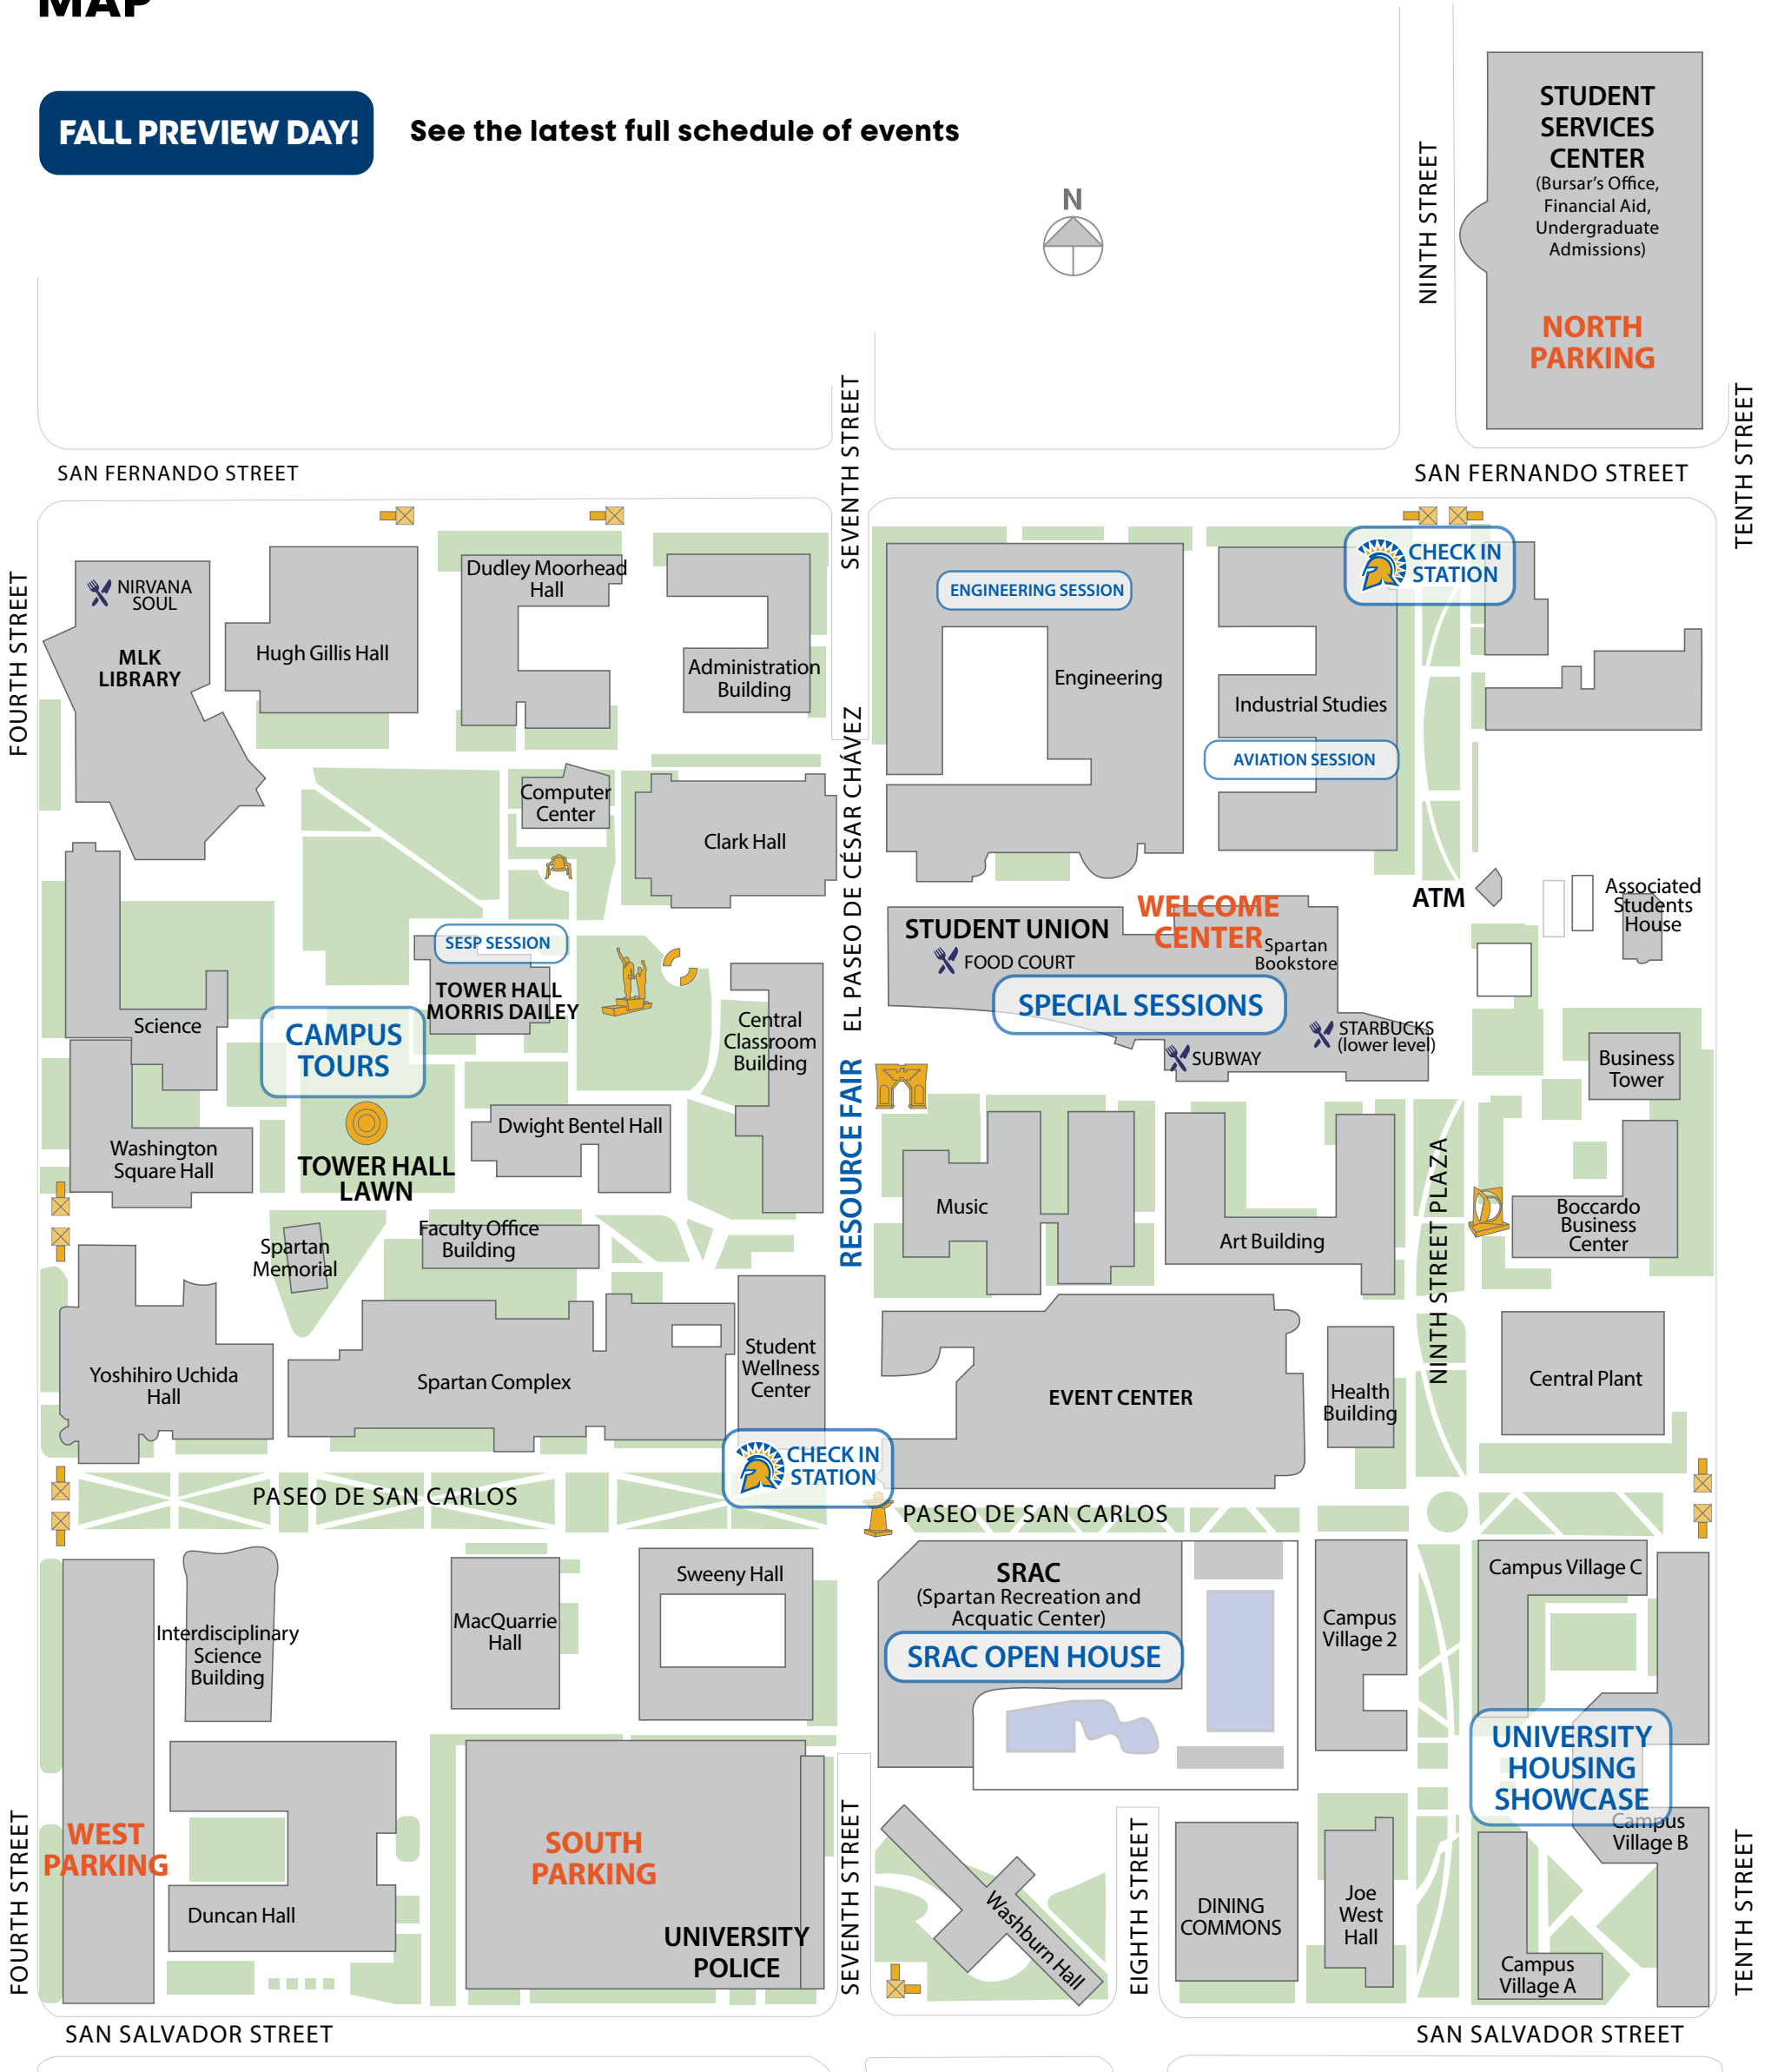 MAP
FALL PREVIEW DAY!
See the latest full schedule of events
N
NINTH STREET
STUDENT
SERVICES
CENTER
(Bursar's Office,
Financial Aid,
Undergraduate
Admissions)
NORTH
PARKING
SEVENTH STREET
TENTH STREET
SAN FERNANDO STREET
SAN FERNANDO STREET
FOURTH STREET
NIRVANA
SOUL
MLK
LIBRARY
Hugh Gillis Hall
Dudley Moorhead
Hall
Administration
Building
ENGINEERING SESSION
Engineering
CHECK IN
STATION
Industrial Studies
AVIATION SESSION
Computer
Center
Clark Hall
EL PASEO DE CÉSAR CHÁVEZ
ATM
Associated
Students
House
STUDENT UNION
FOOD COURT
WELCOME
CENTER
Spartan
Bookstore
SPECIAL SESSIONS
STARBUCKS
(lower level)
SUBWAY
SESP SESSION
TOWER HALL
MORRIS DAILEY
Science
CAMPUS
TOURS
Central
Classroom
Building
Business
Tower
RESOURCE FAIR
Dwight Bentel Hall
Washington
Square Hall
TOWER HALL
LAWN
Music
Art Building
NINTH STREET PLAZA
Boccardo
Business
Center
Spartan
Memorial
Faculty Office
Building
Yoshihiro Uchida
Hall
Spartan Complex
Student
Wellness
Center
EVENT CENTER
Health
Building
Central Plant
CHECK IN
STATION
PASEO DE SAN CARLOS
PASEO DE SAN CARLOS
Interdisciplinary
Science
Building
MacQuarrie
Hall
Sweeny Hall
SRAC
(Spartan Recreation and
Acquatic Center)
SRAC OPEN HOUSE
Campus
Village 2
Campus Village C
UNIVERSITY
HOUSING
SHOWCASE
Campus
Village B
FOURTH STREET
WEST
PARKING
Duncan Hall
SOUTH
PARKING
UNIVERSITY
POLICE
SEVENTH STREET
Washburn Hall
EIGHTH STREET
DINING
COMMONS
Joe
West
Hall
Campus
Village A
TENTH STREET
SAN SALVADOR STREET
SAN SALVADOR STREET